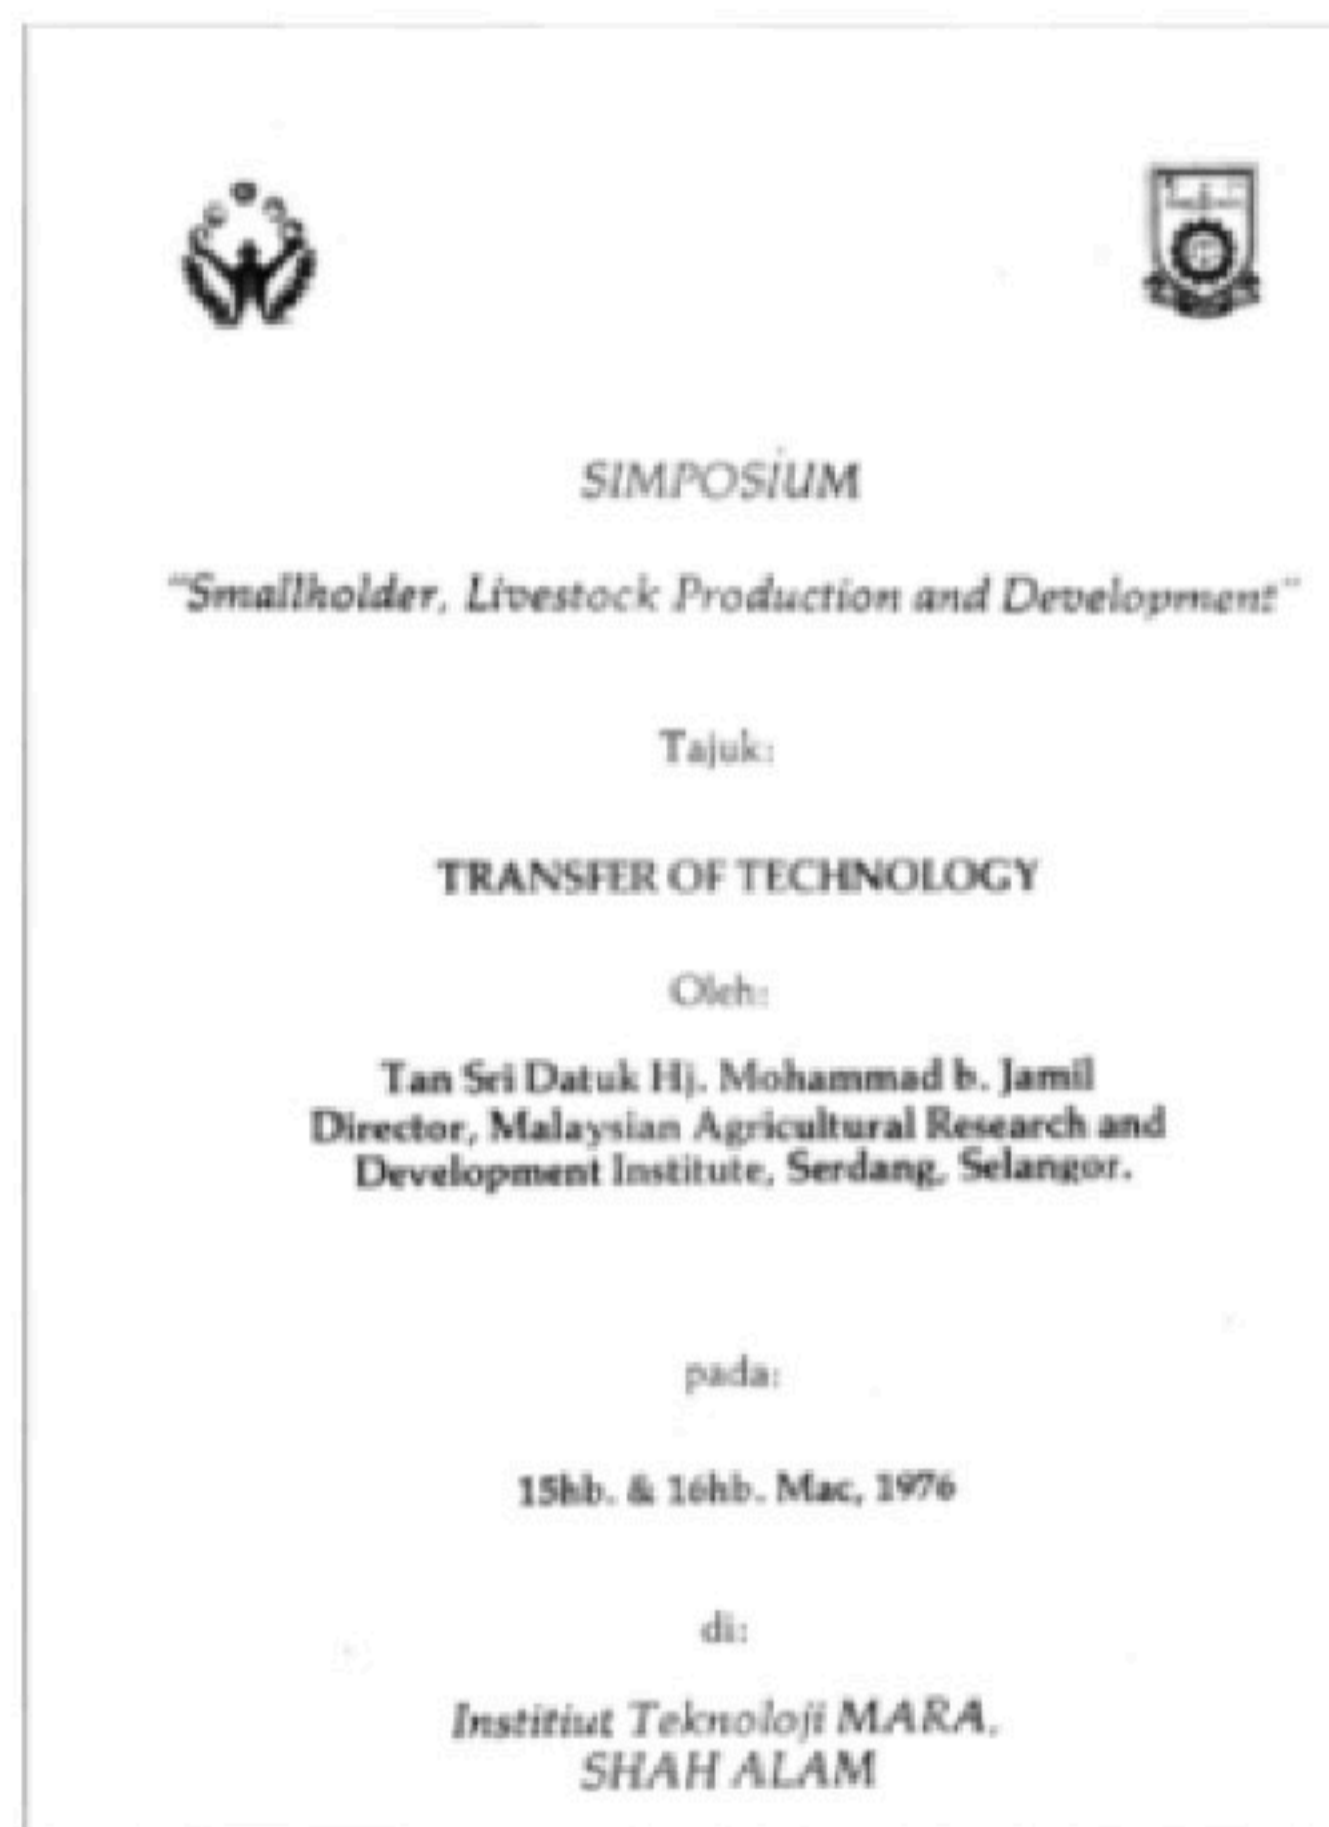 SIMPOSIUM
"Smallholder, Livestock Production and Development"
Tajuk:
TRANSFER OF TECHNOLOGY
Oleh:
Tan Sri Datuk Hj. Mohammad b. Jamil
Director, Malaysian Agricultural Research and
Development Institute, Serdang, Selangor.
pada:
15hb. & 16hb. Mac, 1976
di:
Institiut Teknoloji MARA,
SHAH ALAM